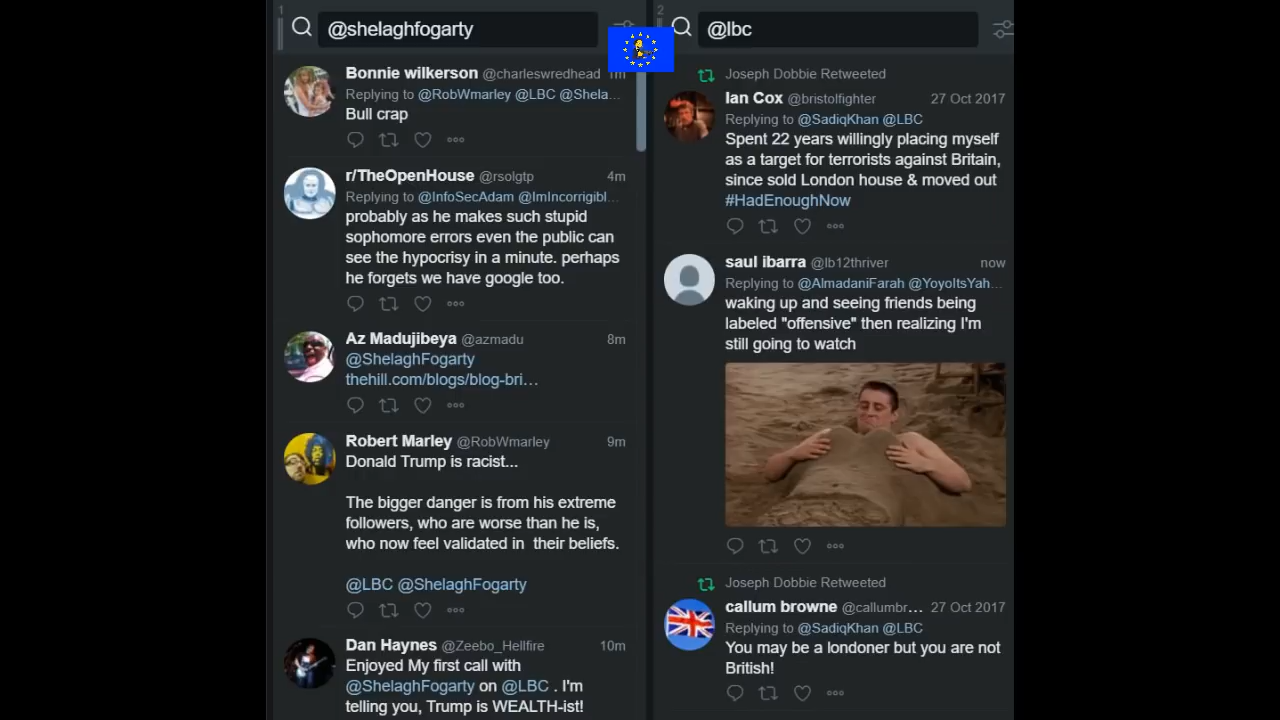 1
@shelaghfogarty
Bonnie wilkerson @charleswredhead 1m
Replying to @RobWmarley @LBC @Shela...
Bull crap
r/TheOpenHouse @rsolgtp 4m
Replying to @InfoSecAdam @ImIncorrigibl...
probably as he makes such stupid
sophomore errors even the public can
see the hypocrisy in a minute. perhaps
he forgets we have google too.
Az Madujibeya @azmadu 8m
@ShelaghFogarty
thehill.com/blogs/blog-bri...
Robert Marley @RobWmarley 9m
Donald Trump is racist...
The bigger danger is from his extreme
followers, who are worse than he is,
who now feel validated in their beliefs.
@LBC @ShelaghFogarty
Dan Haynes @Zeebo_Hellfire 10m
Enjoyed My first call with
@ShelaghFogarty on @LBC . I'm
telling you, Trump is WEALTH-ist!
2
@lbc
Joseph Dobbie Retweeted
Ian Cox @bristolfighter 27 Oct 2017
Replying to @SadiqKhan @LBC
Spent 22 years willingly placing myself
as a target for terrorists against Britain,
since sold London house & moved out
#HadEnoughNow
saul ibarra @lb12thriver now
Replying to @AlmadaniFarah @YoyoItsYah...
waking up and seeing friends being
labeled "offensive" then realizing I'm
still going to watch
Joseph Dobbie Retweeted
callum browne @callumbr... 27 Oct 2017
Replying to @SadiqKhan @LBC
You may be a londoner but you are not
British!